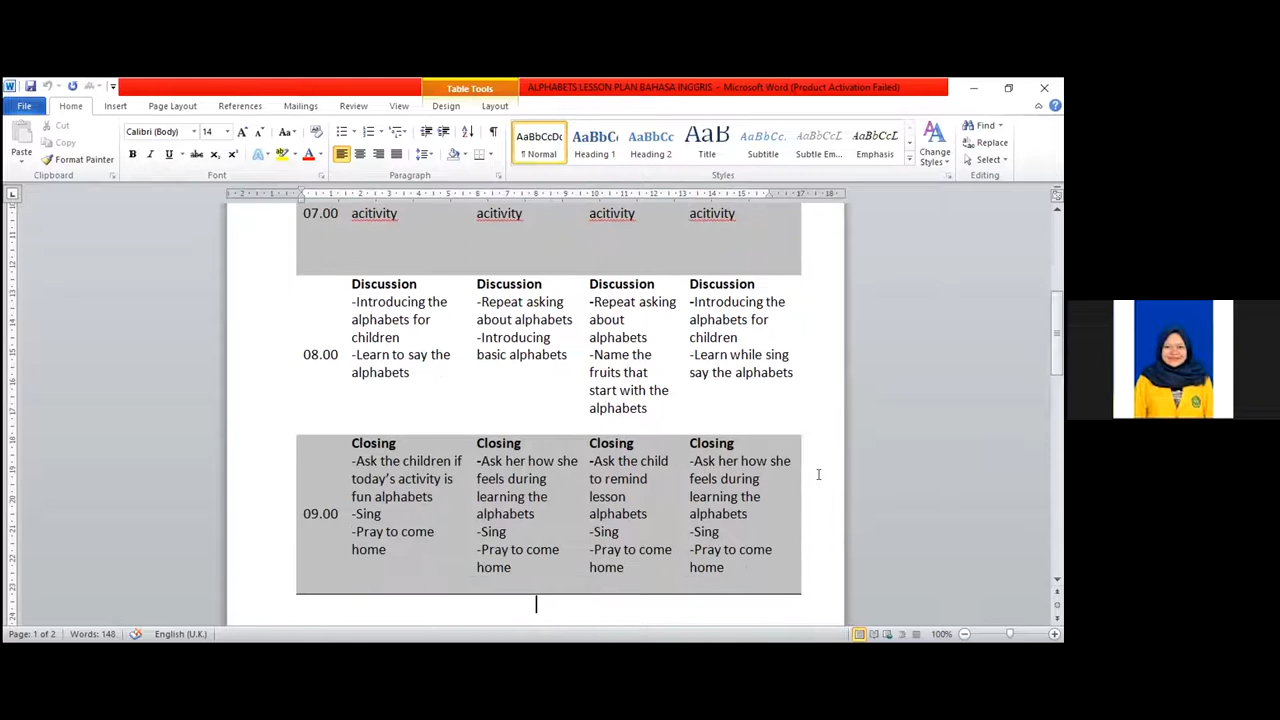 ALPHABETS LESSON PLAN BAHASA INGGRIS - Microsoft Word (Product Activation Failed)
Table Tools
File Home Insert Page Layout References Mailings Review View Design Layout
Cut
Copy
Paste
Format Painter
Clipboard
Calibri (Body) 14
Font
Paragraph
AaBbCcDc AaBbC AaBbCc AaB AaBbCc. AaBbCcL AaBbCcL
¶ Normal Heading 1 Heading 2 Title Subtitle Subtle Em... Emphasis
Change
Styles
Styles
Find
Replace
Select
Editing
07.00 acitivity acitivity acitivity acitivity
08.00
Discussion
-Introducing the
alphabets for
children
-Learn to say the
alphabets
Discussion
-Repeat asking
about alphabets
-Introducing
basic alphabets
Discussion
-Repeat asking
about
alphabets
-Name the
fruits that
start with the
alphabets
Discussion
-Introducing the
alphabets for
children
-Learn while sing
say the alphabets
09.00
Closing
-Ask the children if
today's activity is
fun alphabets
-Sing
-Pray to come
home
Closing
-Ask her how she
feels during
learning the
alphabets
-Sing
-Pray to come
home
Closing
-Ask the child
to remind
lesson
alphabets
-Sing
-Pray to come
home
Closing
-Ask her how she
feels during
learning the
alphabets
-Sing
-Pray to come
home
Page: 1 of 2 Words: 148 English (U.K.) 100%